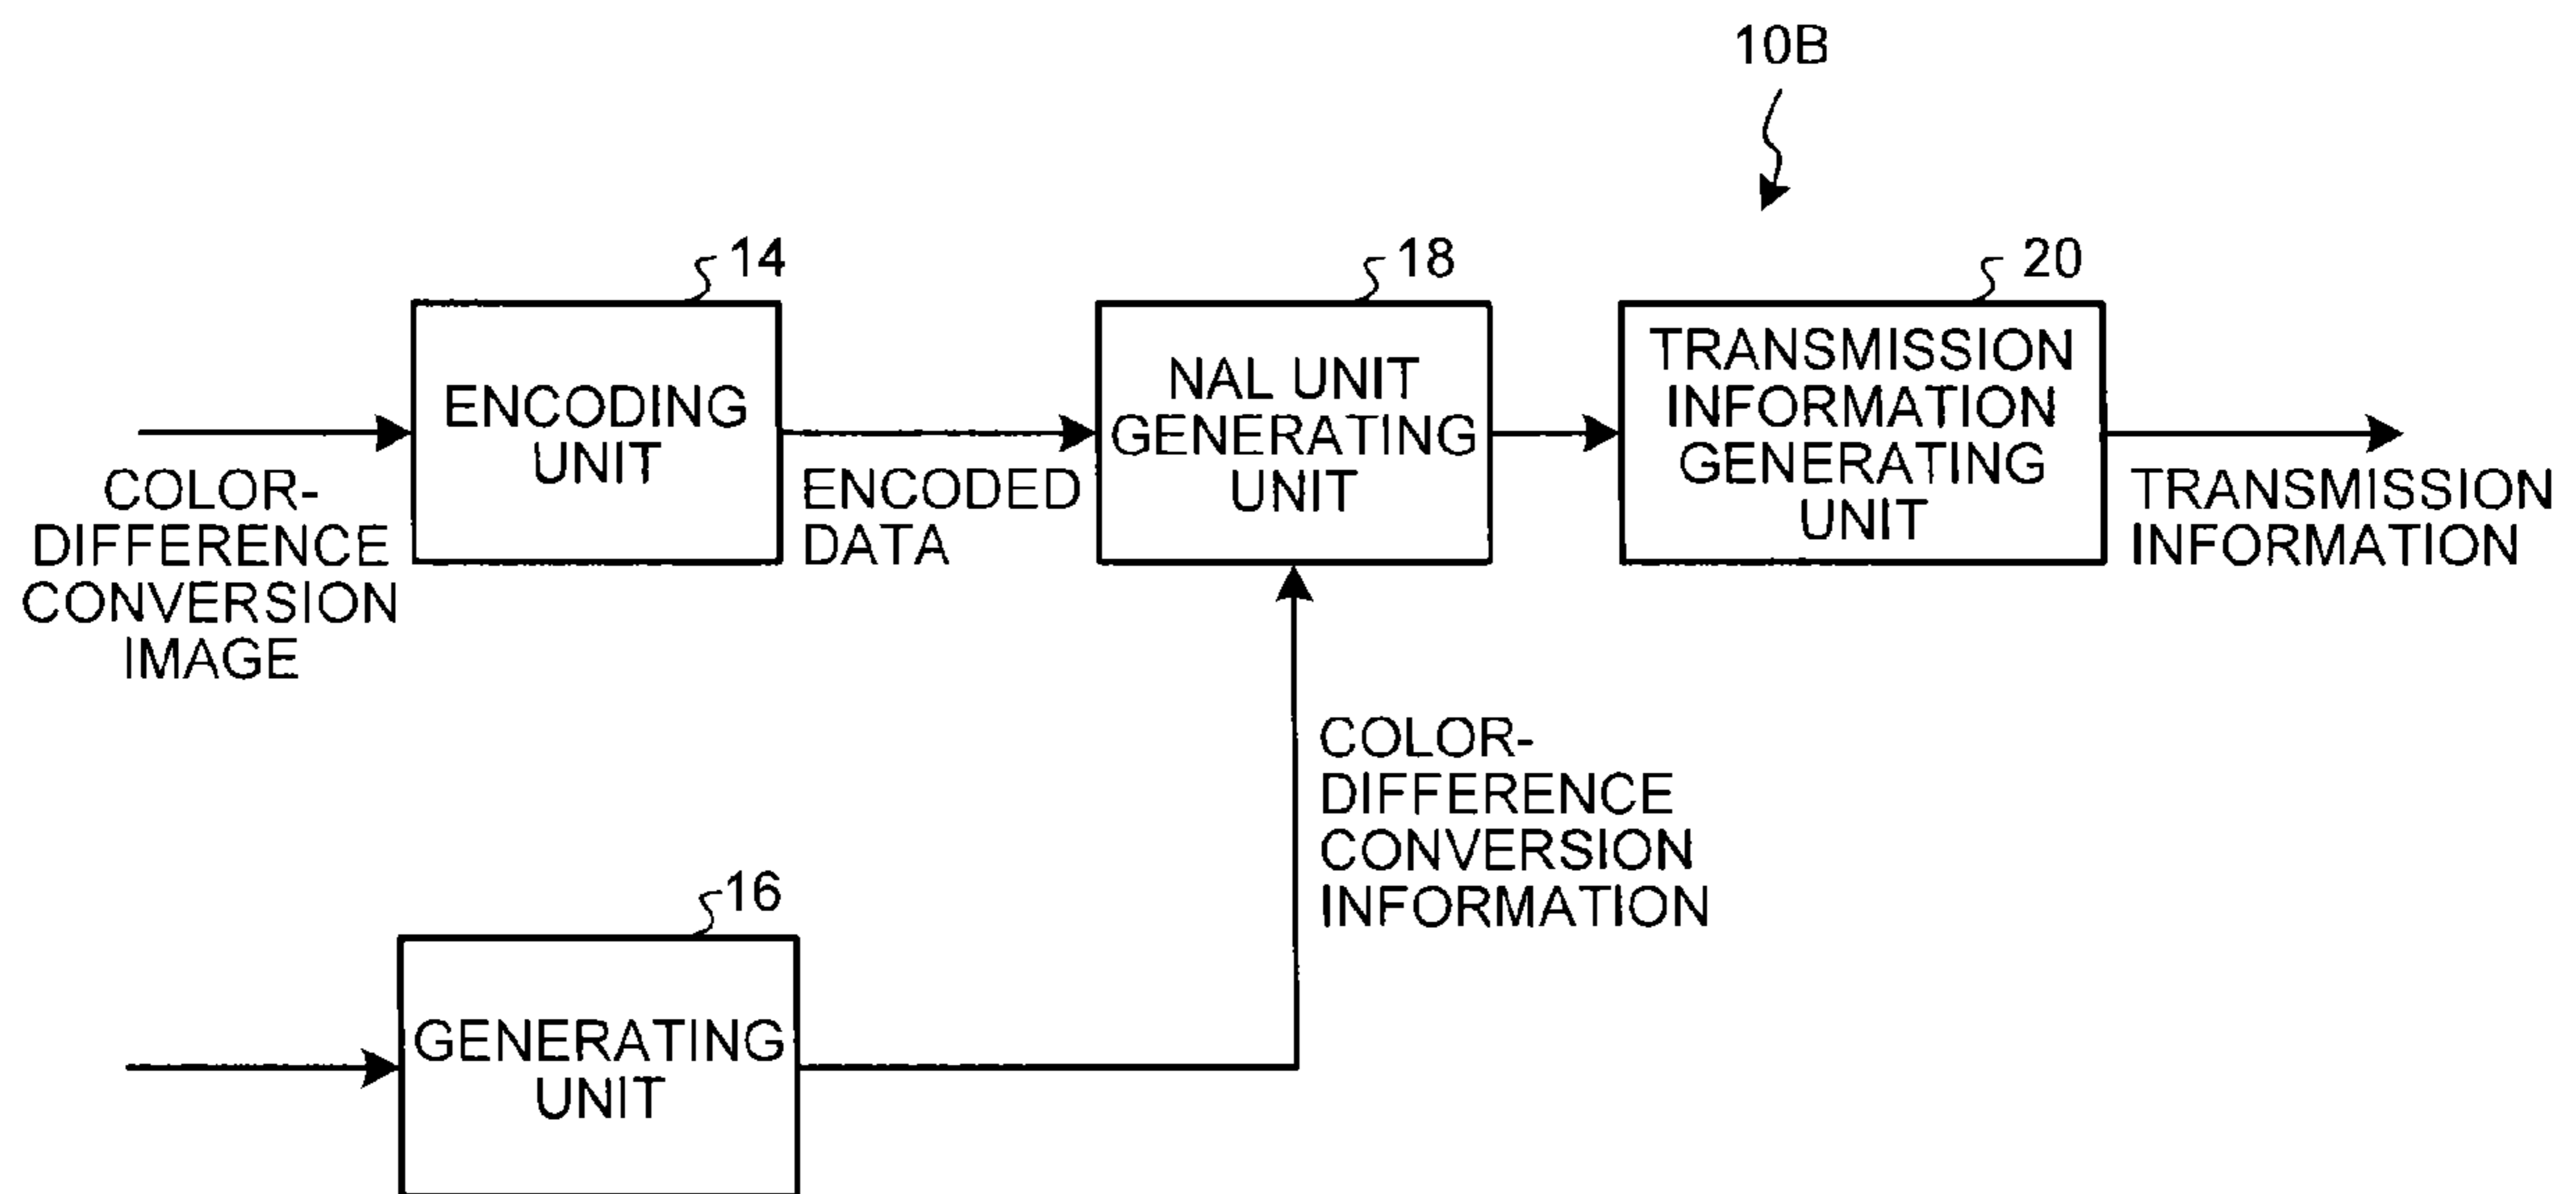 10B
14
18
20
ENCODING
UNIT
NAL UNIT
GENERATING
UNIT
TRANSMISSION
INFORMATION
GENERATING
UNIT
COLOR-
DIFFERENCE
CONVERSION
IMAGE
ENCODED
DATA
TRANSMISSION
INFORMATION
COLOR-
DIFFERENCE
CONVERSION
INFORMATION
16
GENERATING
UNIT